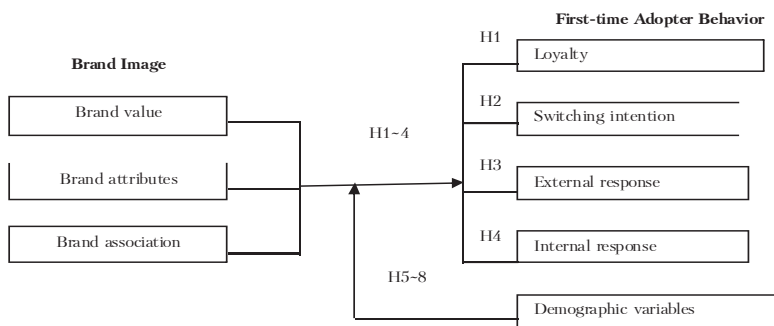 First-time Adopter Behavior
Brand Image
Brand value
Brand attributes
Brand association
H1~4
H5~8
H1
Loyalty
H2
Switching intention
H3
External response
H4
Internal response
Demographic variables